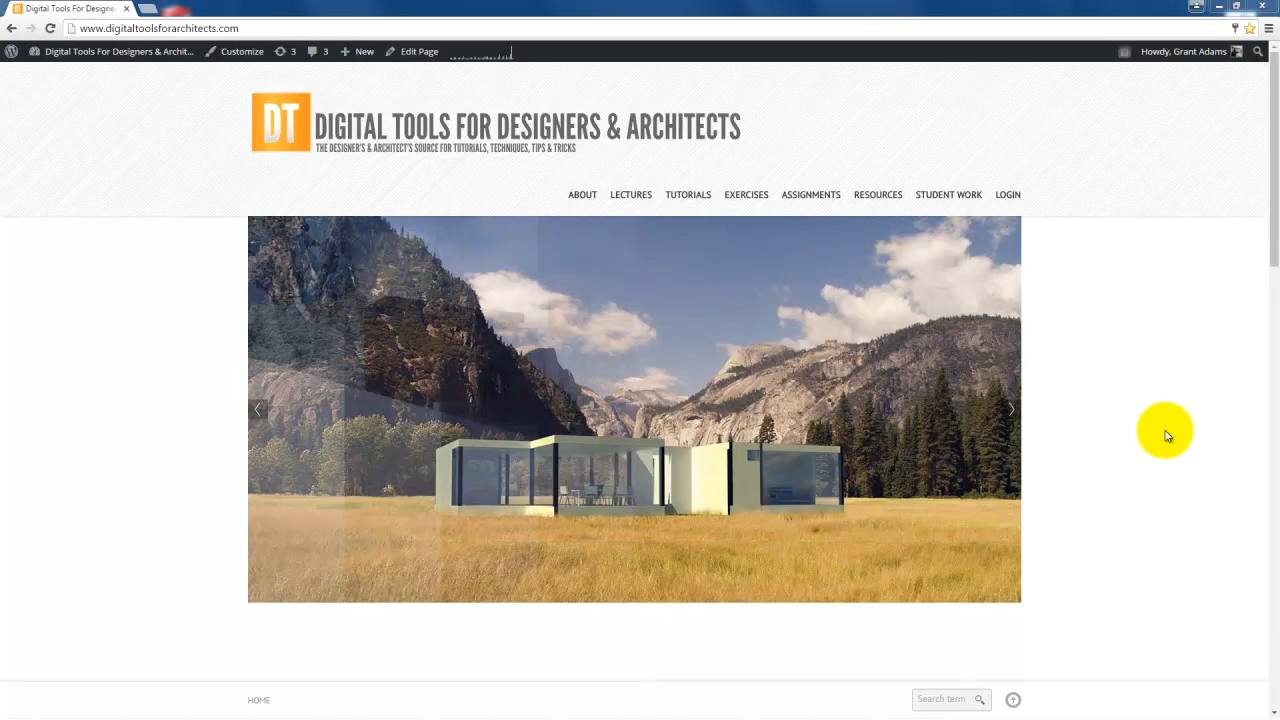 Digital Tools For Designer
www.digitaltoolsforarchitects.com
Digital Tools For Designers & Archit... Customize 3 3 New Edit Page Howdy, Grant Adams
DT DIGITAL TOOLS FOR DESIGNERS & ARCHITECTS
THE DESIGNER'S & ARCHITECT'S SOURCE FOR TUTORIALS, TECHNIQUES, TIPS & TRICKS
ABOUT LECTURES TUTORIALS EXERCISES ASSIGNMENTS RESOURCES STUDENT WORK LOGIN
HOME Search term